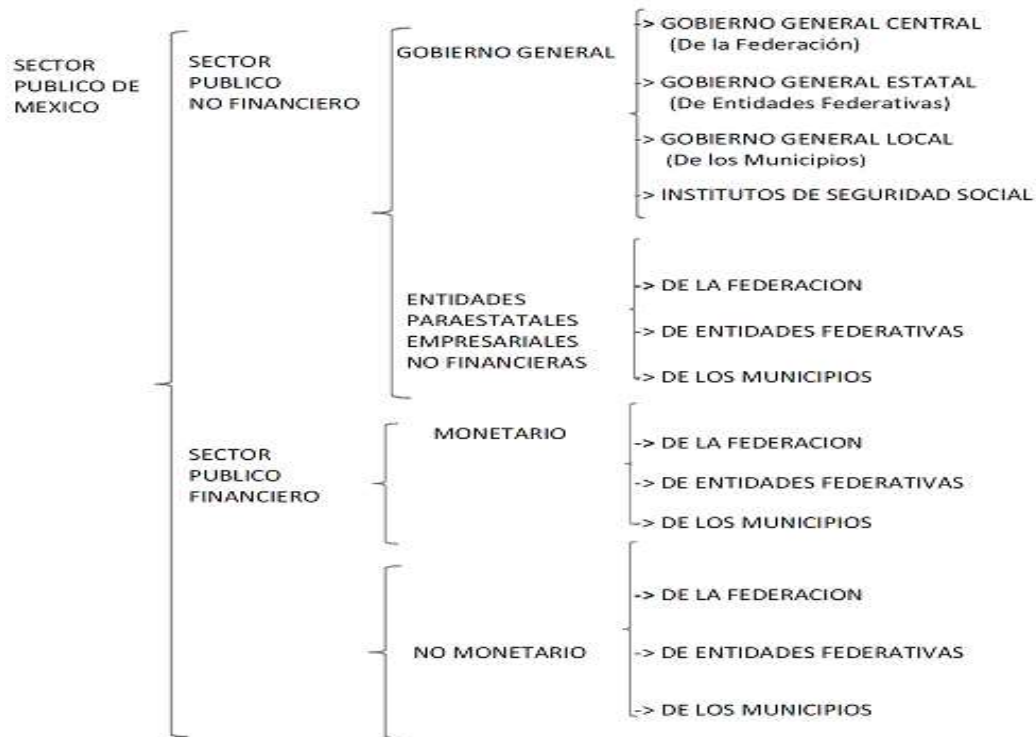 SECTOR
PUBLICO DE
MEXICO
SECTOR
PUBLICO
NO FINANCIERO
GOBIERNO GENERAL
-> GOBIERNO GENERAL CENTRAL
(De la Federación)
-> GOBIERNO GENERAL ESTATAL
(De Entidades Federativas)
-> GOBIERNO GENERAL LOCAL
(De los Municipios)
-> INSTITUTOS DE SEGURIDAD SOCIAL
ENTIDADES
PARAESTATALES
EMPRESARIALES
NO FINANCIERAS
-> DE LA FEDERACION
-> DE ENTIDADES FEDERATIVAS
-> DE LOS MUNICIPIOS
SECTOR
PUBLICO
FINANCIERO
MONETARIO
-> DE LA FEDERACION
-> DE ENTIDADES FEDERATIVAS
-> DE LOS MUNICIPIOS
NO MONETARIO
-> DE LA FEDERACION
-> DE ENTIDADES FEDERATIVAS
-> DE LOS MUNICIPIOS